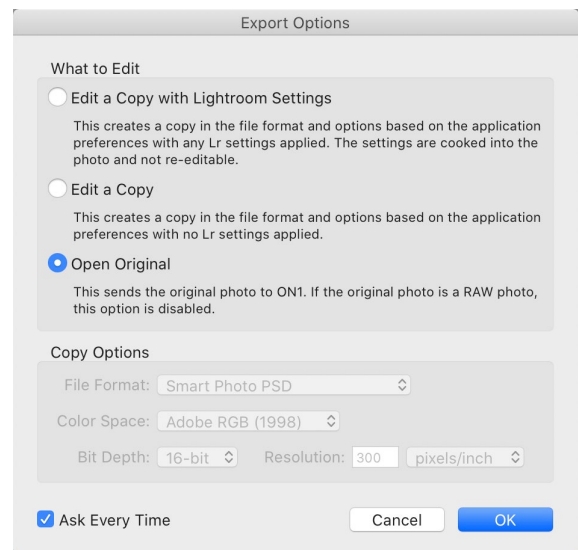 Export Options
What to Edit
Edit a Copy with Lightroom Settings
This creates a copy in the file format and options based on the application
preferences with any Lr settings applied. The settings are cooked into the
photo and not re-editable.
Edit a Copy
This creates a copy in the file format and options based on the application
preferences with no Lr settings applied.
Open Original
This sends the original photo to ON1. If the original photo is a RAW photo,
this option is disabled.
Copy Options
File Format: Smart Photo PSD
Color Space: Adobe RGB (1998)
Bit Depth: 16-bit Resolution: 300 pixels/inch
Ask Every Time Cancel OK